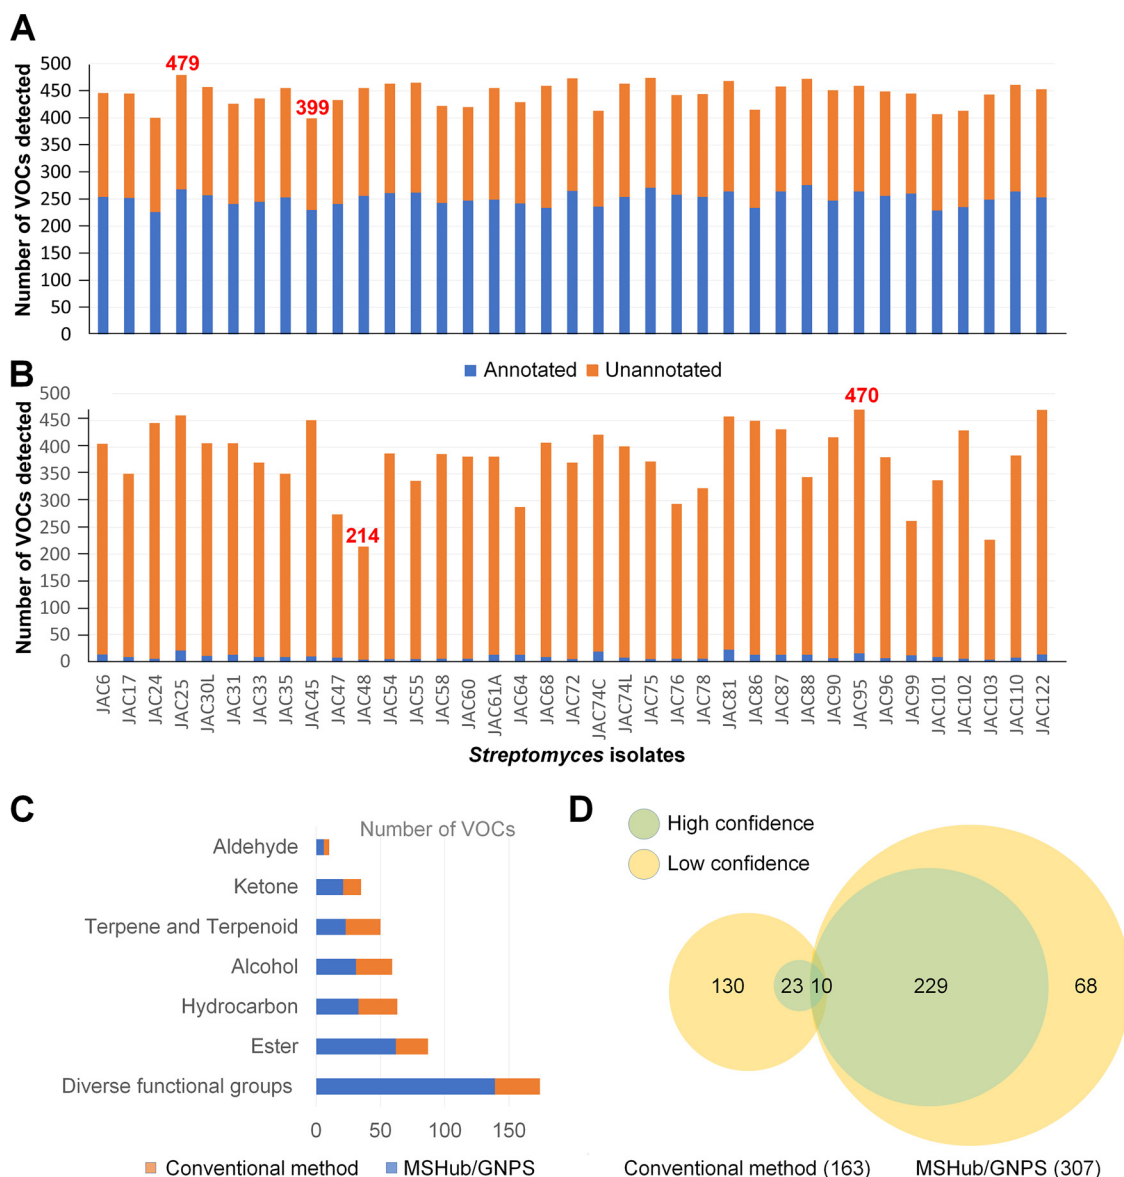 A
Number of VOCs detected
500
450
400
350
300
250
200
150
100
50
0
479
399
Annotated Unannotated
B
Number of VOCs detected
500
450
400
350
300
250
200
150
100
50
0
214
470
JAC6 JAC17 JAC24 JAC25 JAC30L JAC31 JAC33 JAC35 JAC45 JAC47 JAC48 JAC54 JAC55 JAC58 JAC60 JAC61A JAC64 JAC68 JAC72 JAC74C JAC74L JAC75 JAC76 JAC78 JAC81 JAC86 JAC87 JAC88 JAC90 JAC95 JAC96 JAC99 JAC101 JAC102 JAC103 JAC110 JAC122
Streptomyces isolates
C
Number of VOCs
Aldehyde
Ketone
Terpene and Terpenoid
Alcohol
Hydrocarbon
Ester
Diverse functional groups
0 50 100 150
Conventional method MSHub/GNPS
D
High confidence
Low confidence
130 23 10 229 68
Conventional method (163) MSHub/GNPS (307)